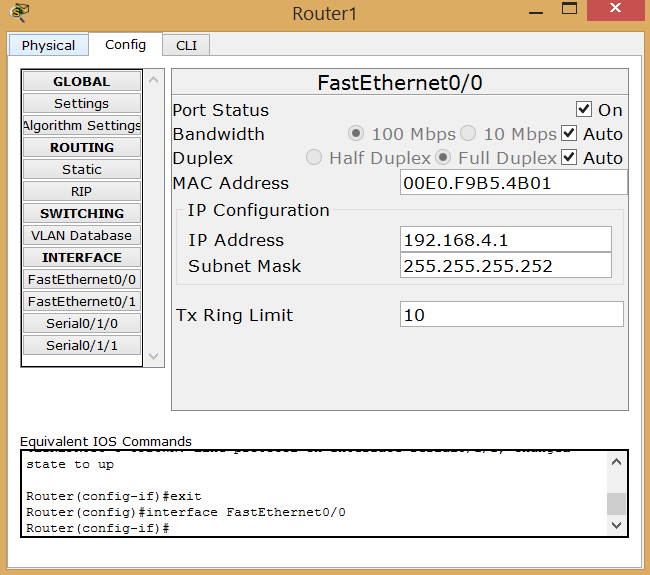 Router1
Physical Config CLI
GLOBAL
Settings
Algorithm Settings
ROUTING
Static
RIP
SWITCHING
VLAN Database
INTERFACE
FastEthernet0/0
FastEthernet0/1
Serial0/1/0
Serial0/1/1
FastEthernet0/0
Port Status On
Bandwidth 100 Mbps 10 Mbps Auto
Duplex Half Duplex Full Duplex Auto
MAC Address 00E0.F9B5.4B01
IP Configuration
IP Address 192.168.4.1
Subnet Mask 255.255.255.252
Tx Ring Limit 10
Equivalent IOS Commands
state to up
Router(config-if)#exit
Router(config)#interface FastEthernet0/0
Router(config-if)#